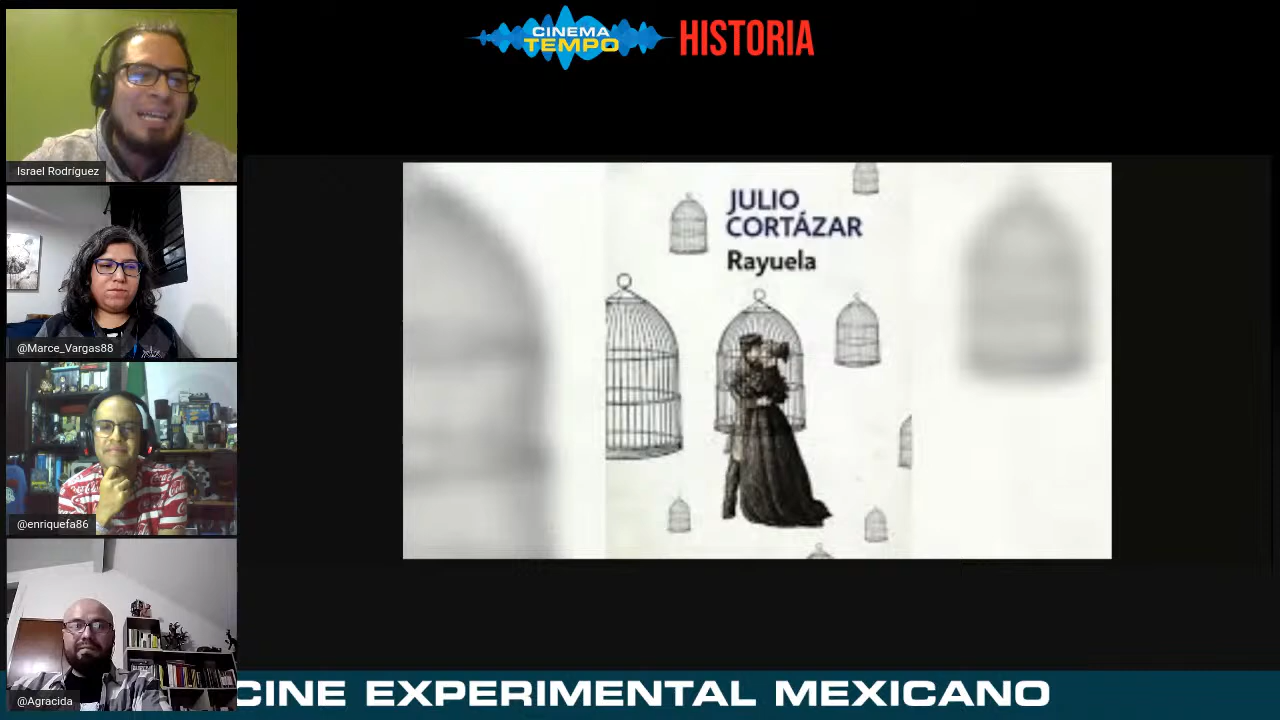 CINEMA
TEMPO
HISTORIA
Israel Rodríguez
@Marce_Vargas88
@enriquefa86
@Agracida
JULIO
CORTÁZAR
Rayuela
CINE EXPERIMENTAL MEXICANO